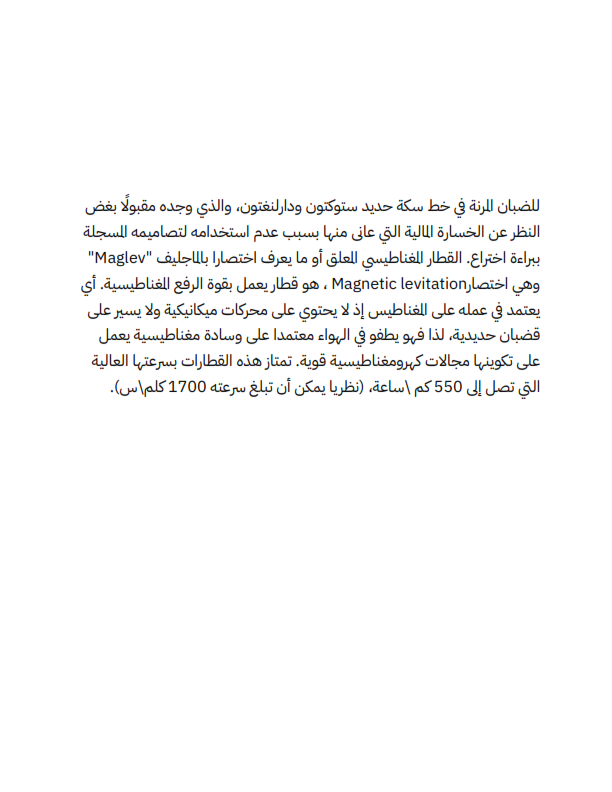 للضبان المرنة في خط سكة حديد ستوكتون ودارلنغتون، والذي وجده مقبولًا بغض
النظر عن الخسارة المالية التي عانى منها بسبب عدم استخدامه لتصاميمه المسجلة
ببراءة اختراع. القطار المغناطيسي المعلق أو ما يعرف اختصارا بالماجليف "Maglev"
وهي اختصارMagnetic levitation ، هو قطار يعمل بقوة الرفع المغناطيسية. أي
يعتمد في عمله على المغناطيس إذ لا يحتوي على محركات ميكانيكية ولا يسير على
قضبان حديدية، لذا فهو يطفو في الهواء معتمدا على وسادة مغناطيسية يعمل
على تكوينها مجالات كهرومغناطيسية قوية. تمتاز هذه القطارات بسرعتها العالية
التي تصل إلى 550 كم \ساعة، (نظريا يمكن أن تبلغ سرعته 1700 كلم\س).